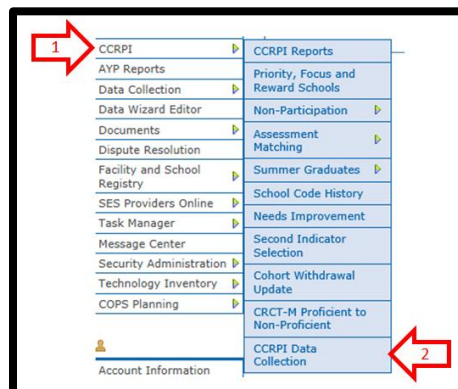 1
CCRPI
AYP Reports
Data Collection
Data Wizard Editor
Documents
Dispute Resolution
Facility and School
Registry
SES Providers Online
Task Manager
Message Center
Security Administration
Technology Inventory
COPS Planning
Account Information
CCRPI Reports
Priority, Focus and
Reward Schools
Non-Participation
Assessment
Matching
Summer Graduates
School Code History
Needs Improvement
Second Indicator
Selection
Cohort Withdrawal
Update
CRCT-M Proficient to
Non-Proficient
CCRPI Data
Collection
2